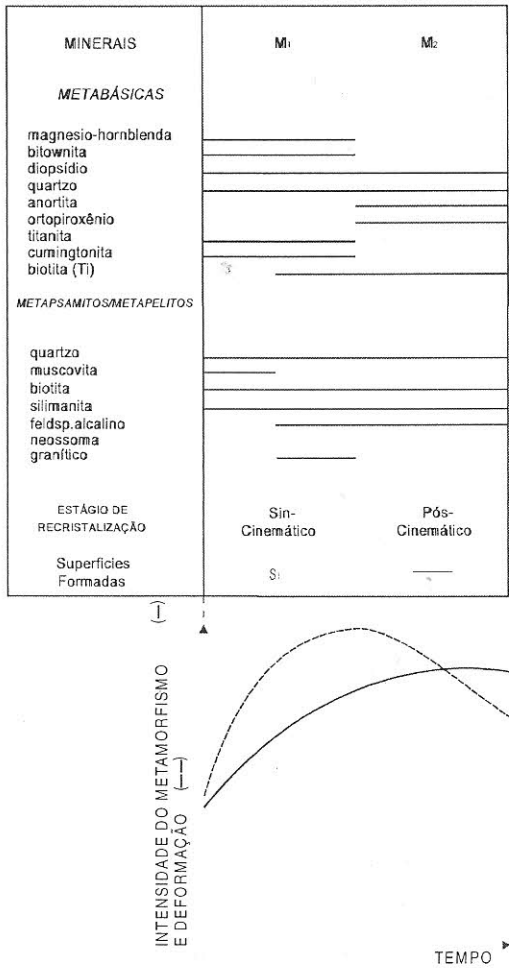 MINERAIS M1 M2
METABÁSICAS
magnesio-hornblenda
bitownita
diopsídio
quartzo
anortita
ortopiroxênio
titanita
cumingtonita
biotita (Ti)
METAPSAMITOS/METAPELITOS
quartzo
muscovita
biotita
silimanita
feldsp.alcalino
neossoma
granítico
ESTÁGIO DE
RECRISTALIZAÇÃO
Sin-
Cinemático
Pós-
Cinemático
Superfícies
Formadas
S1
INTENSIDADE DO METAMORFISMO (—)
E DEFORMAÇÃO (--)
TEMPO